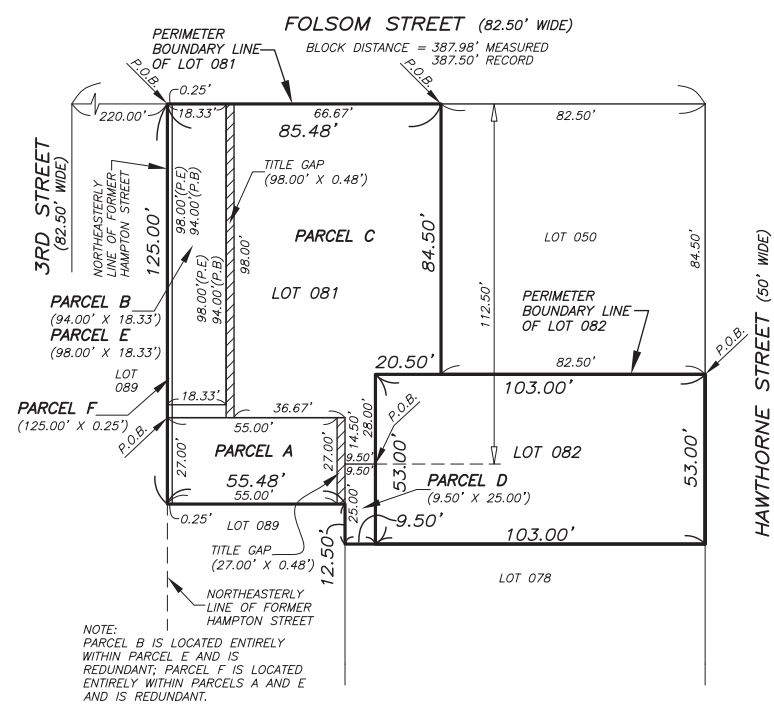 FOLSOM STREET (82.50' WIDE)
BLOCK DISTANCE = 387.98' MEASURED
387.50' RECORD
PERIMETER
BOUNDARY LINE
OF LOT 081
P.O.B.
P.O.B.
0.25'
220.00'
18.33'
66.67'
82.50'
85.48'
3RD STREET
(82.50' WIDE)
NORTHEASTERLY
LINE OF FORMER
HAMPTON STREET
125.00'
98.00'(P.E)
94.00'(P.B)
98.00'(P.E)
94.00'(P.B)
98.00'
TITLE GAP
(98.00' X 0.48')
PARCEL C
LOT 081
84.50'
112.50'
LOT 050
84.50'
HAWTHORNE STREET (50' WIDE)
PARCEL B
(94.00' X 18.33')
PARCEL E
(98.00' X 18.33')
LOT
089
PERIMETER
BOUNDARY LINE
OF LOT 082
P.O.B.
20.50'
82.50'
103.00'
PARCEL F
(125.00' X 0.25')
P.O.B.
18.33'
36.67'
55.00'
14.50'
28.00'
P.O.B.
27.00'
PARCEL A
27.00'
9.50'
9.50'
53.00'
LOT 082
53.00'
55.48'
55.00'
25.00'
PARCEL D
(9.50' X 25.00')
0.25'
LOT 089
9.50'
103.00'
12.50'
TITLE GAP
(27.00' X 0.48')
LOT 078
NORTHEASTERLY
LINE OF FORMER
HAMPTON STREET
NOTE:
PARCEL B IS LOCATED ENTIRELY
WITHIN PARCEL E AND IS
REDUNDANT; PARCEL F IS LOCATED
ENTIRELY WITHIN PARCELS A AND E
AND IS REDUNDANT.